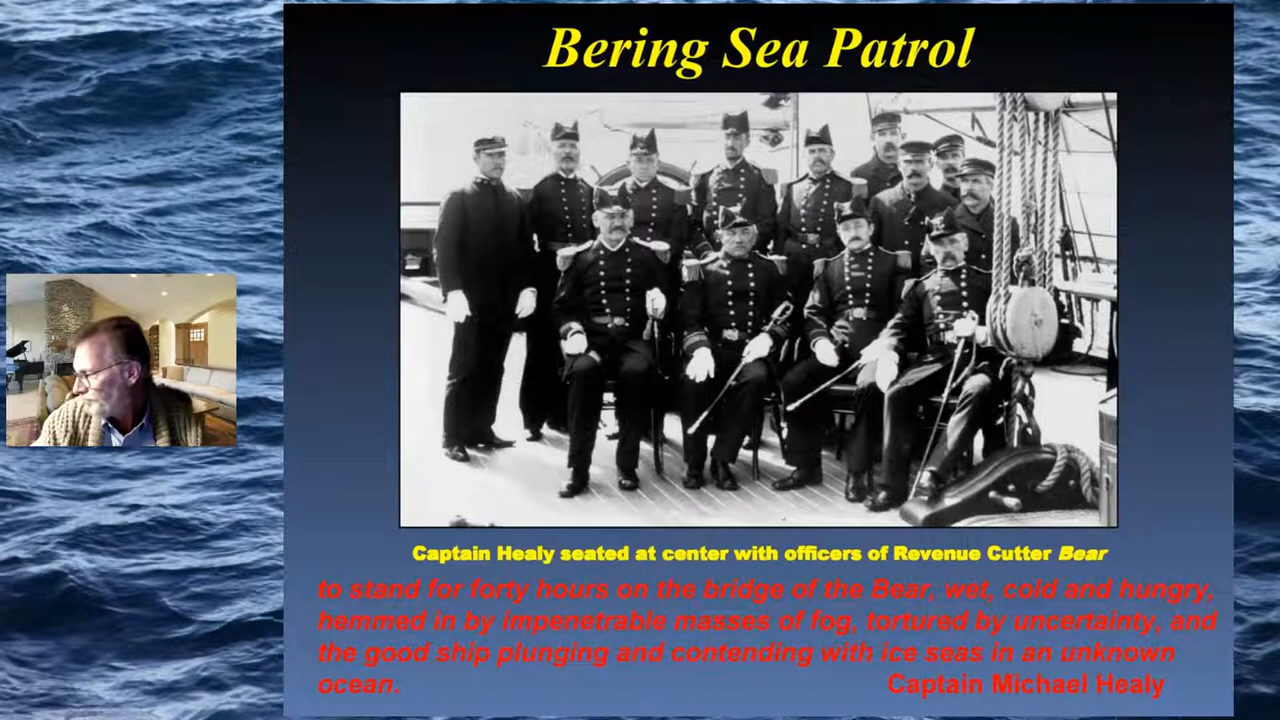 Bering Sea Patrol
Captain Healy seated at center with officers of Revenue Cutter Bear
to stand for forty hours on the bridge of the Bear, wet, cold and hungry,
hemmed in by impenetrable masses of fog, tortured by uncertainty, and
the good ship plunging and contending with ice seas in an unknown
ocean. Captain Michael Healy